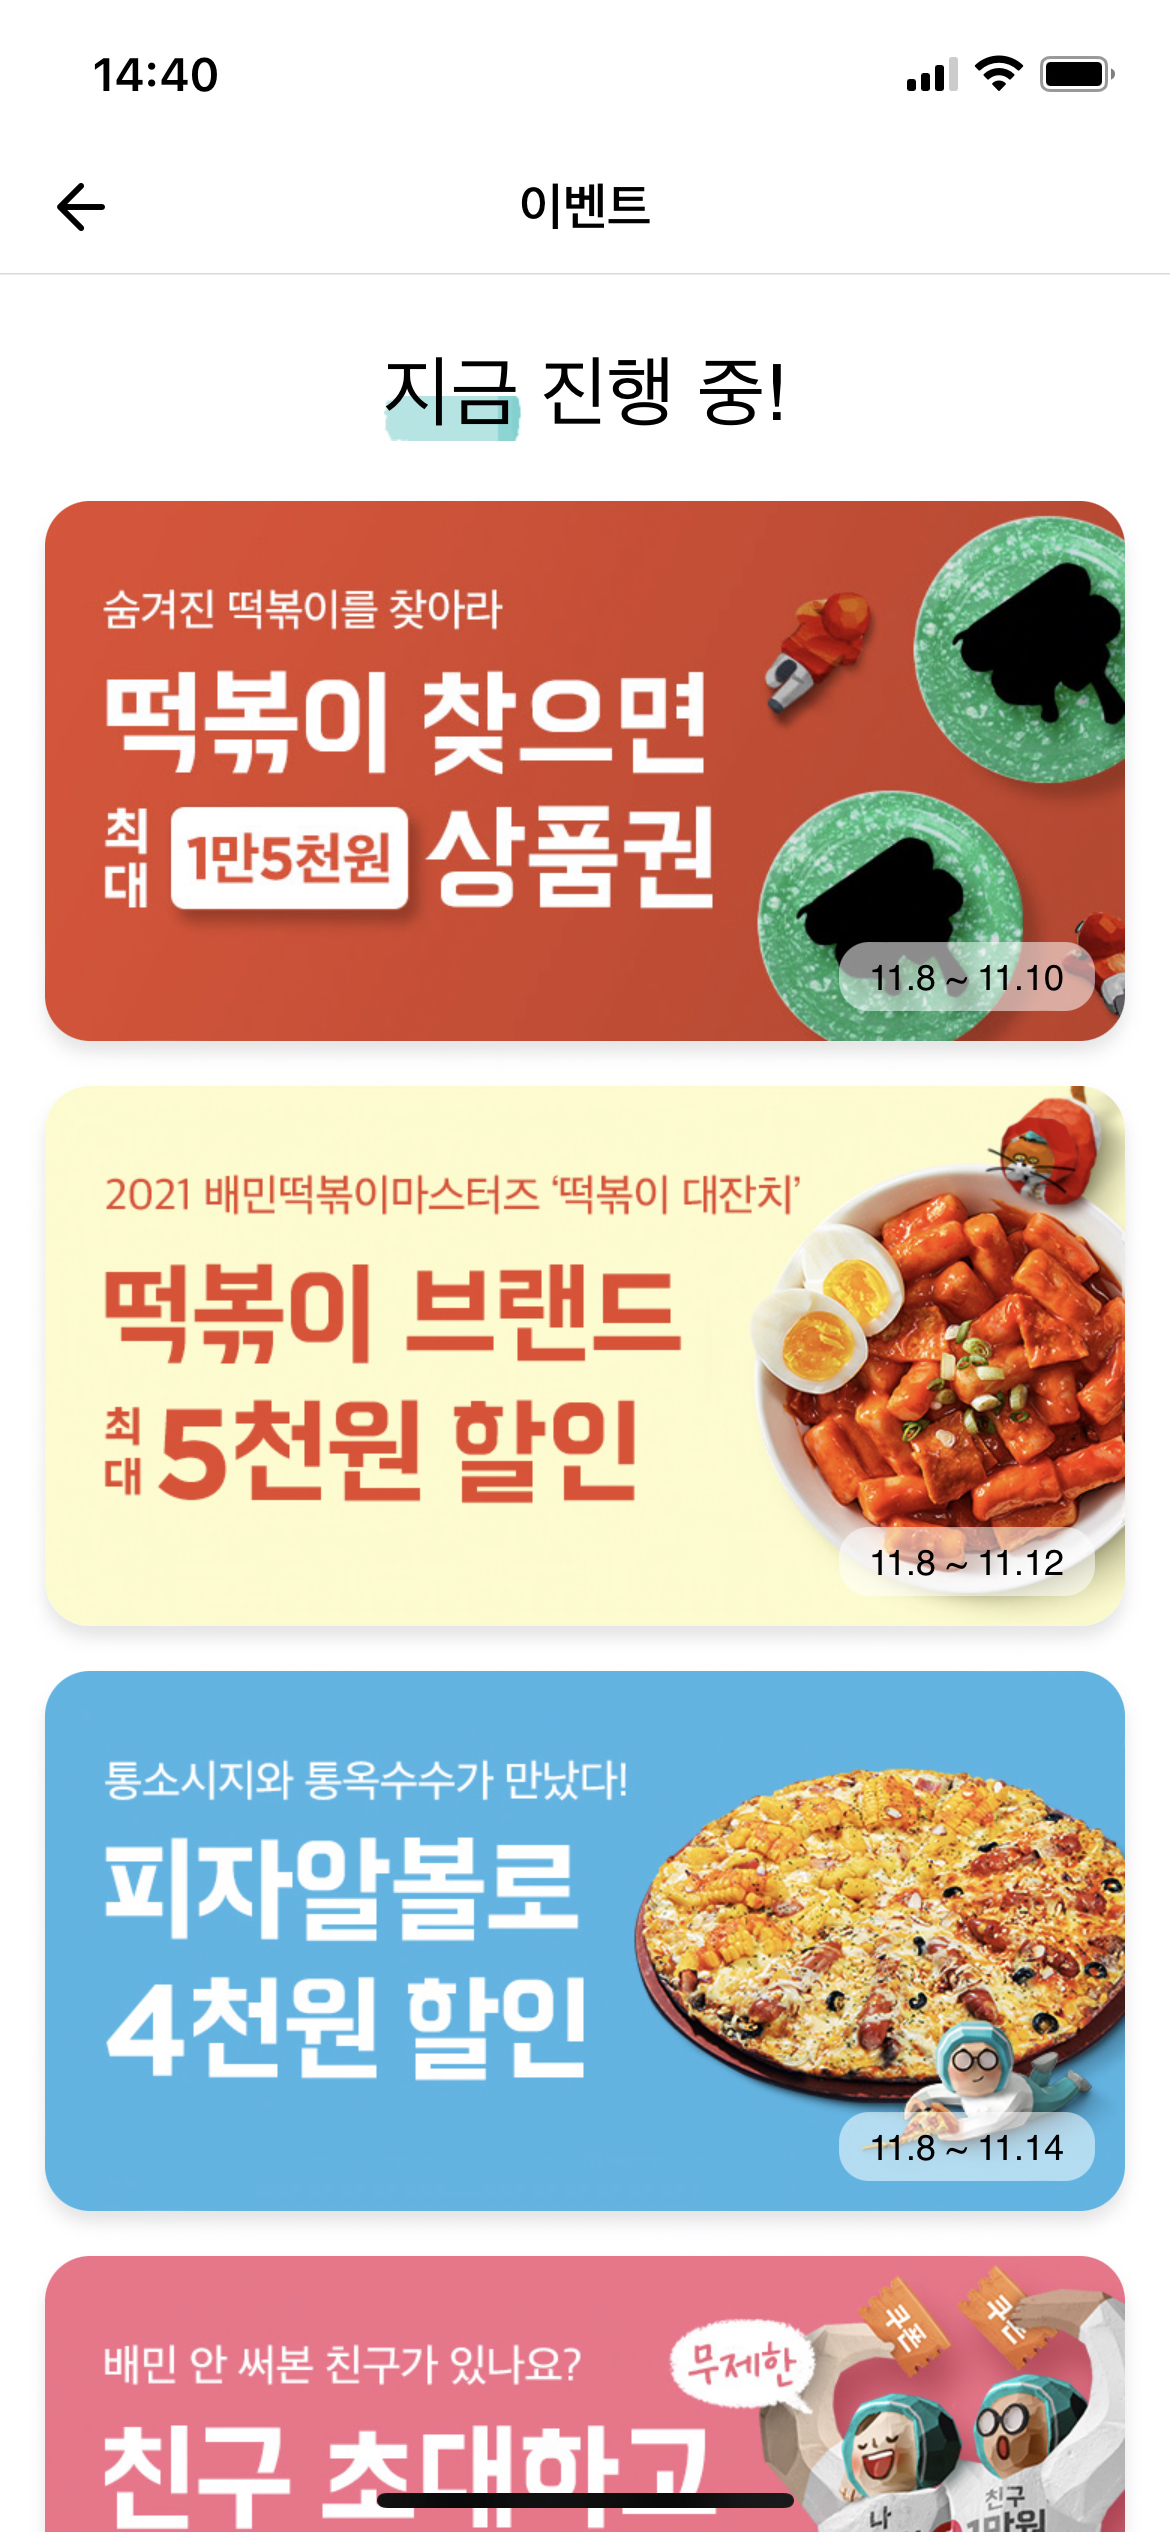 14:40
이벤트
지금 진행 중!
숨겨진 떡볶이를 찾아라
떡볶이 찾으면
최대 1만5천원 상품권
11.8 ~ 11.10
2021 배민떡볶이마스터즈 ‘떡볶이 대잔치’
떡볶이 브랜드
최대 5천원 할인
11.8 ~ 11.12
통소시지와 통옥수수가 만났다!
피자알볼로
4천원 할인
11.8 ~ 11.14
쿠폰 쿠폰
배민 안 써본 친구가 있나요?
무제한
친구 초대하고
나 친구
1만원